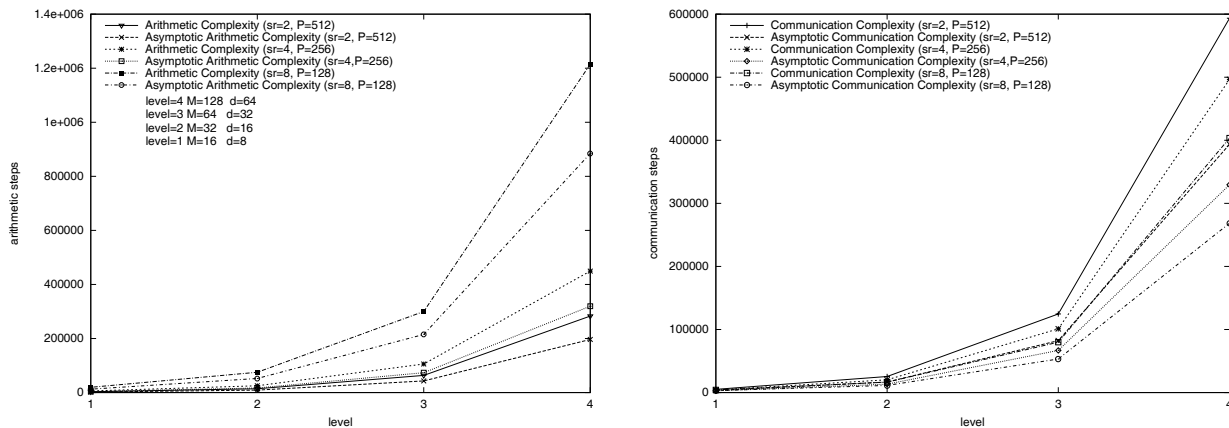 1.4e+006
1.2e+006
1e+006
800000
600000
400000
200000
0
arithmetic steps
Arithmetic Complexity (sr=2, P=512)
Asymptotic Arithmetic Complexity (sr=2, P=512)
Arithmetic Complexity (sr=4, P=256)
Asymptotic Arithmetic Complexity (sr=4,P=256)
Arithmetic Complexity (sr=8, P=128)
Asymptotic Arithmetic Complexity (sr=8, P=128)
level=4 M=128 d=64
level=3 M=64 d=32
level=2 M=32 d=16
level=1 M=16 d=8
1 2 3 4
level
600000
500000
400000
300000
200000
100000
0
communication steps
Communication Complexity (sr=2, P=512)
Asymptotic Communication Complexity (sr=2, P=512)
Communication Complexity (sr=4, P=256)
Asymptotic Communication Complexity (sr=4,P=256)
Communication Complexity (sr=8, P=128)
Asymptotic Communication Complexity (sr=8, P=128)
1 2 3 4
level